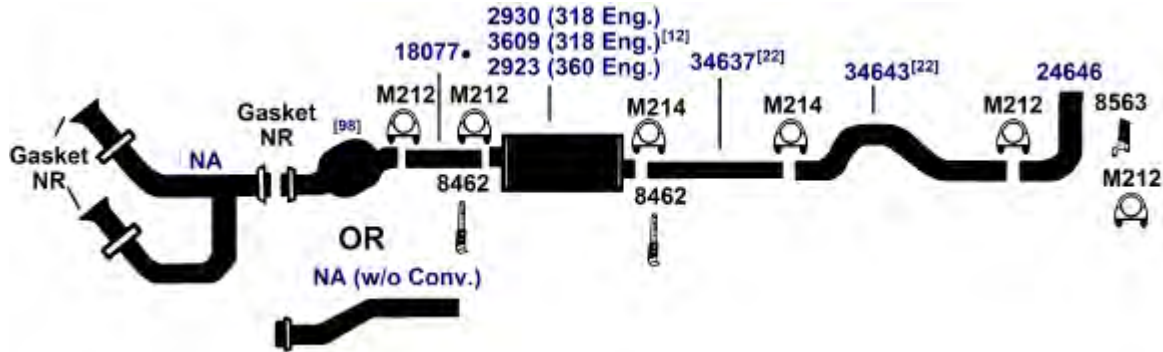 2930 (318 Eng.)
3609 (318 Eng.)[12]
2923 (360 Eng.)
18077•
34637[22]
34643[22]
24646
M212
M212
M214
M214
M212
8563
Gasket
NR
[98]
Gasket
NR
NA
8462
8462
M212
OR
NA (w/o Conv.)